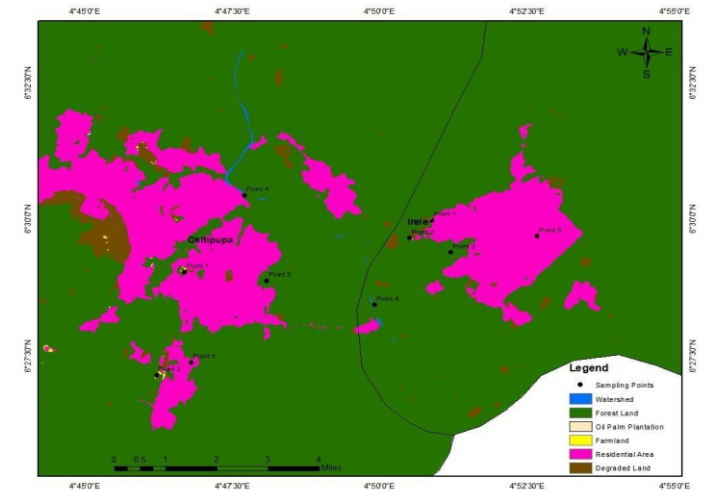 4°45'0"E 4°47'30"E 4°50'0"E 4°52'30"E 4°55'0"E
N
W E
S
6°32'30"N 6°32'30"N
Point 4
6°30'0"N 6°30'0"N
Irele Point 1
Point 2 Point 5
Okitipupa
Point 3
Point 1
Point 3
Point 4
6°27'30"N 6°27'30"N
Point 5
Legend
Sampling Points
Watershed
Forest Land
Oil Palm Plantation
Farmland
Residential Area
Degraded Land
0 0.5 1 2 3 4
Miles
4°45'0"E 4°47'30"E 4°50'0"E 4°52'30"E 4°55'0"E